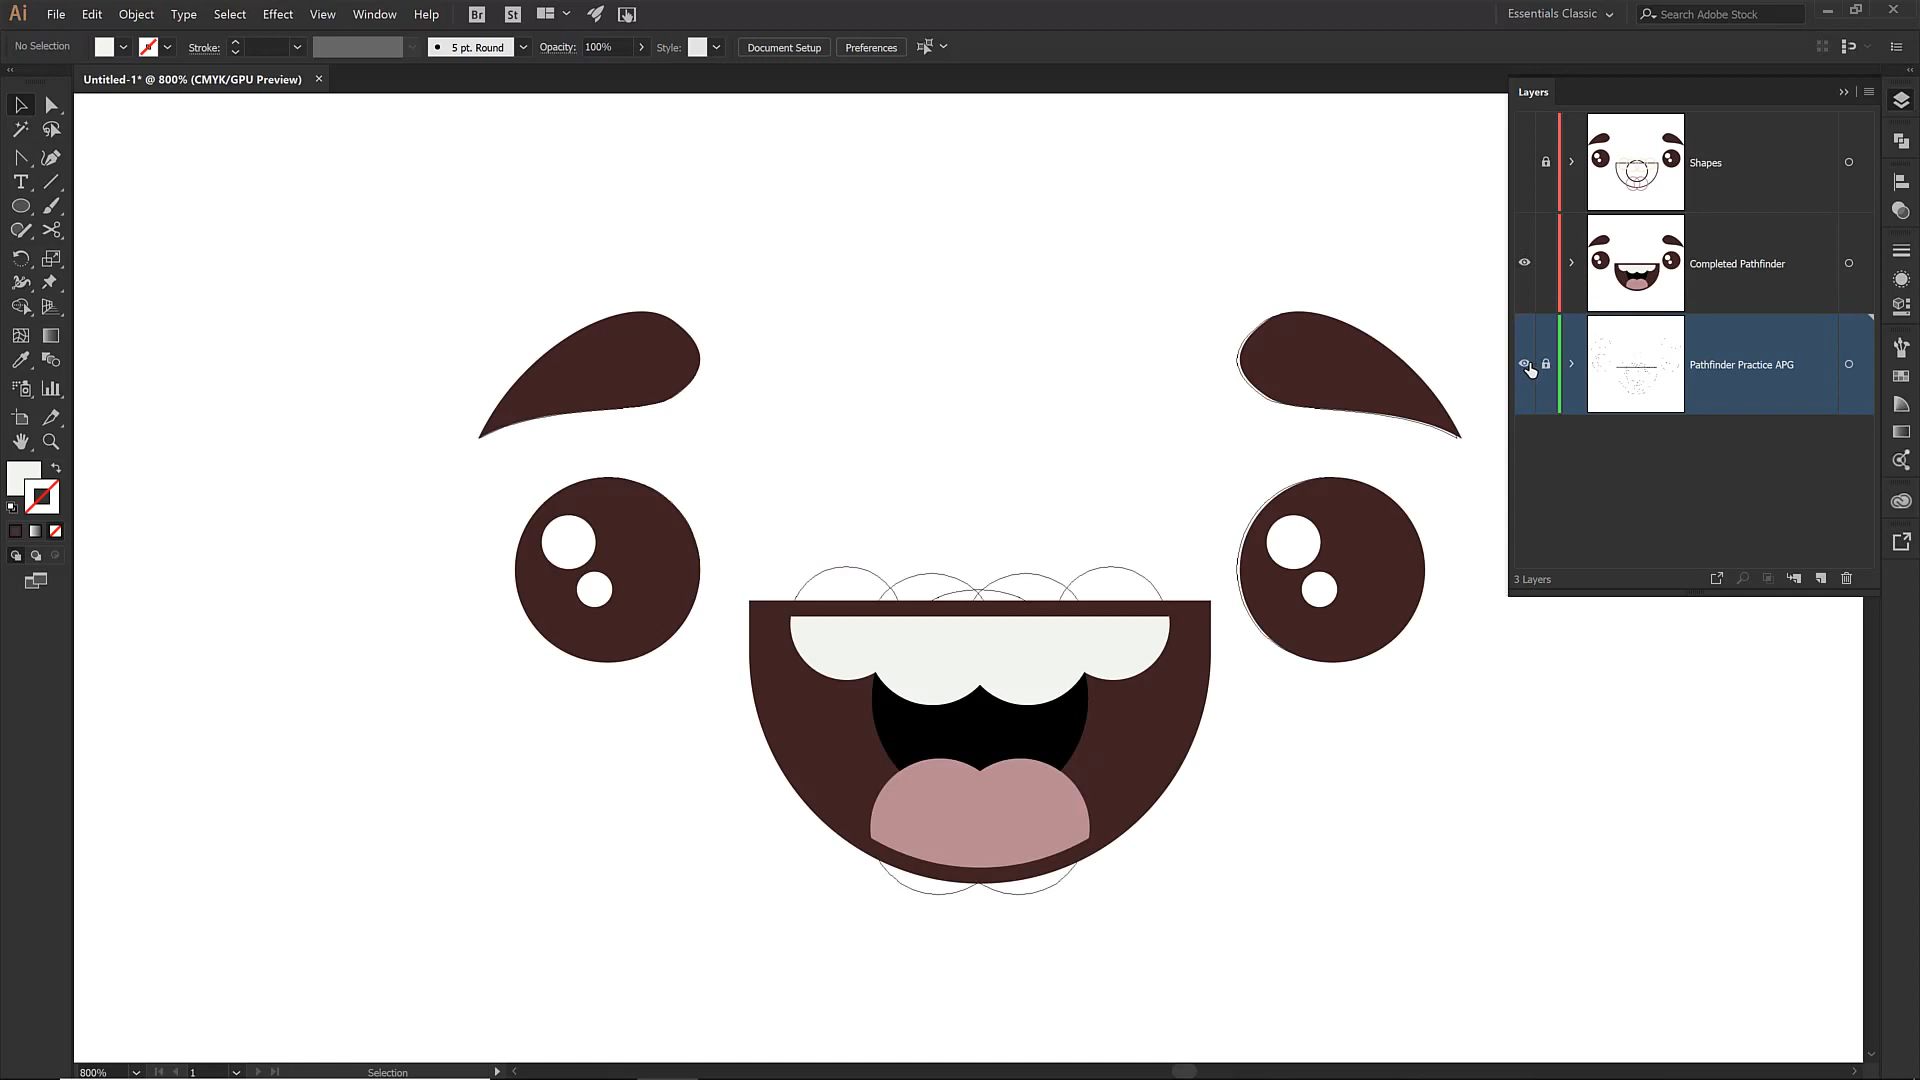 Ai File Edit Object Type Select Effect View Window Help Br St Essentials Classic Search Adobe Stock
No Selection Stroke: 5 pt. Round Opacity: 100% Style: Document Setup Preferences
Untitled-1* @ 800% (CMYK/GPU Preview) ×
Layers
Shapes
Completed Pathfinder
Pathfinder Practice APG
3 Layers
800% 1 Selection